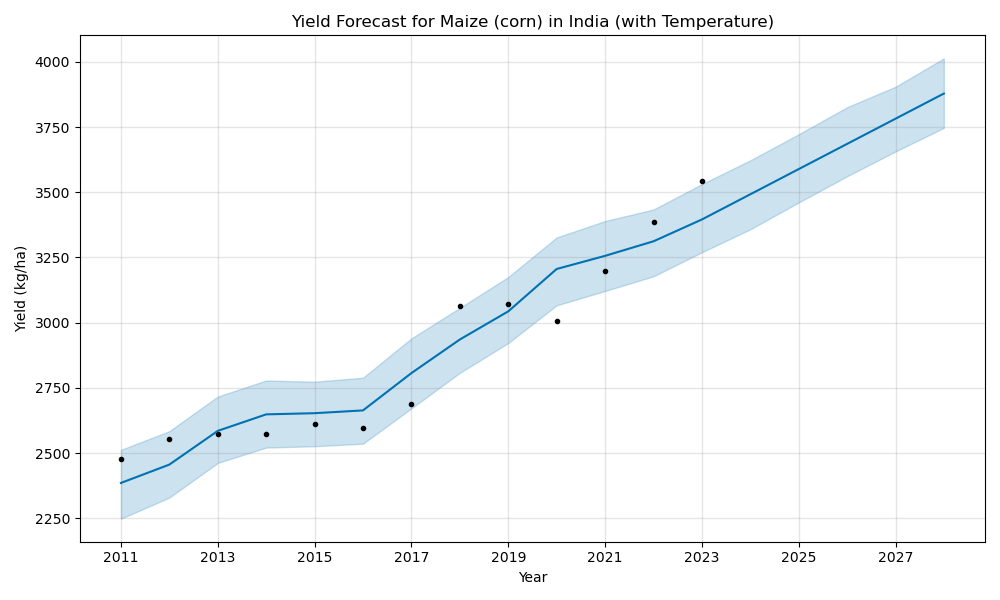 Yield Forecast for Maize (corn) in India (with Temperature)
Yield (kg/ha)
4000
3750
3500
3250
3000
2750
2500
2250
2011 2013 2015 2017 2019 2021 2023 2025 2027
Year